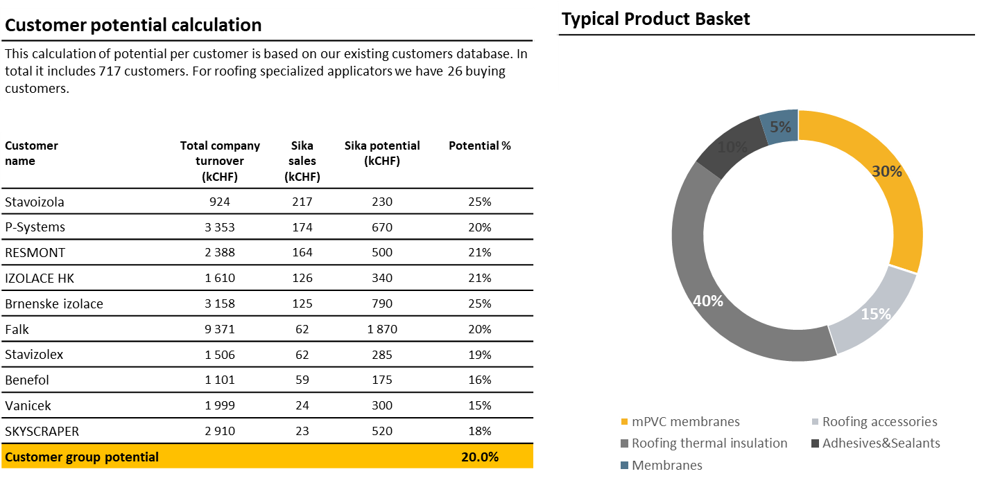 Customer potential calculation
This calculation of potential per customer is based on our existing customers database. In
total it includes 717 customers. For roofing specialized applicators we have 26 buying
customers.
Customer name Total company turnover (kCHF) Sika sales (kCHF) Sika potential (kCHF) Potential %
Stavoizola 924 217 230 25%
P-Systems 3 353 174 670 20%
RESMONT 2 388 164 500 21%
IZOLACE HK 1 610 126 340 21%
Brnenske izolace 3 158 125 790 25%
Falk 9 371 62 1 870 20%
Stavizolex 1 506 62 285 19%
Benefol 1 101 59 175 16%
Vanicek 1 999 24 300 15%
SKYSCRAPER 2 910 23 520 18%
Customer group potential 20.0%
Typical Product Basket
5%
10%
30%
40%
15%
mPVC membranes
Roofing accessories
Roofing thermal insulation
Adhesives&Sealants
Membranes